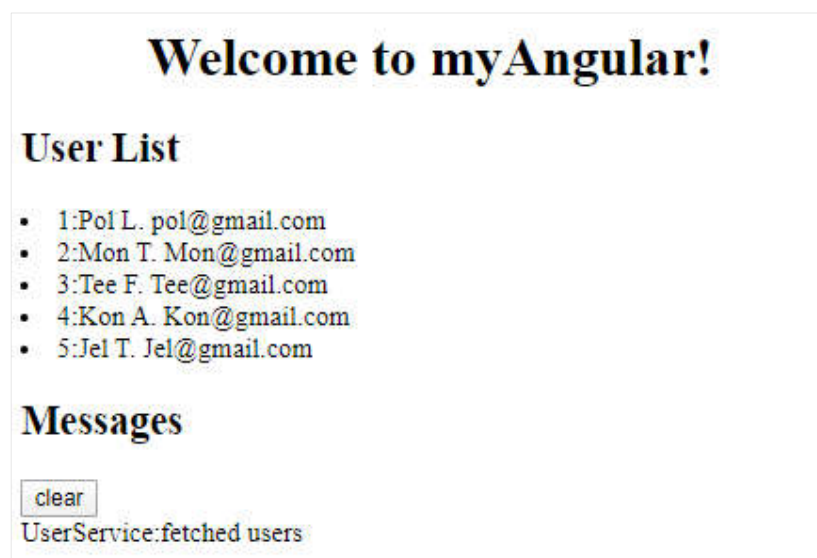 Welcome to myAngular!
User List
1:Pol L. pol@gmail.com
2:Mon T. Mon@gmail.com
3:Tee F. Tee@gmail.com
4:Kon A. Kon@gmail.com
5:Jel T. Jel@gmail.com
Messages
clear
UserService:fetched users